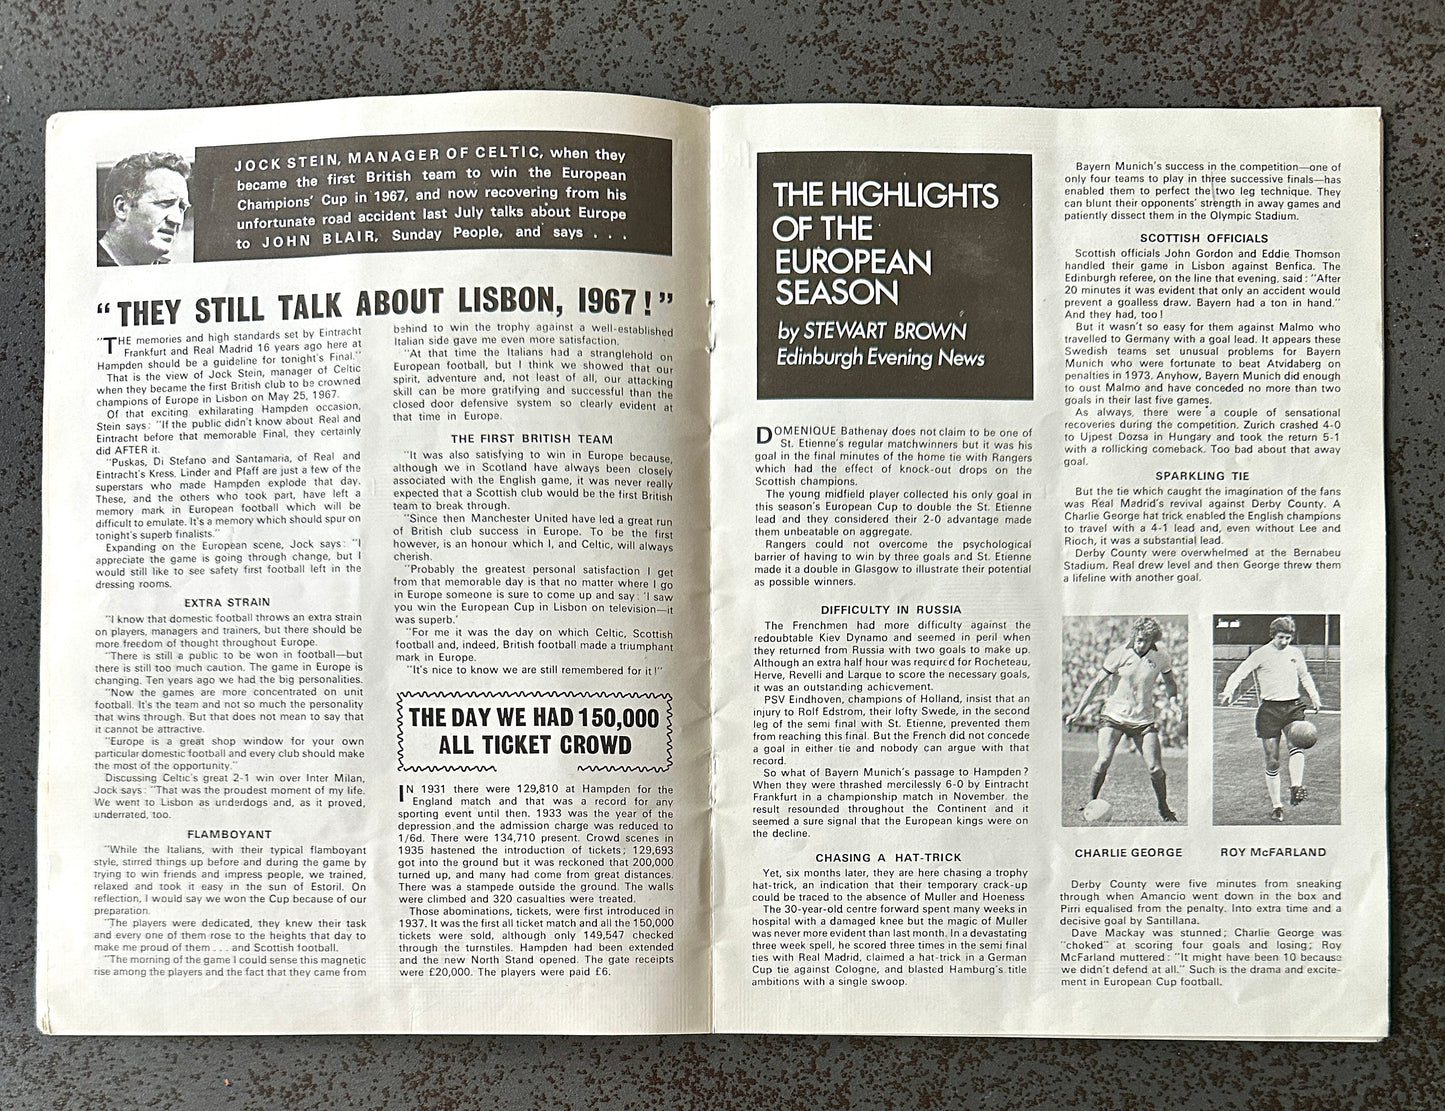 JOCK STEIN, MANAGER OF CELTIC, when they
became the first British team to win the European
Champions' Cup in 1967, and now recovering from his
unfortunate road accident last July talks about Europe
to JOHN BLAIR, Sunday People, and says . . .
"THEY STILL TALK ABOUT LISBON, 1967!"
"THE memories and high standards set by Eintracht
Frankfurt and Real Madrid 16 years ago here at
Hampden should be a guideline for tonight's Final."
That is the view of Jock Stein, manager of Celtic
when they became the first British club to be crowned
champions of Europe in Lisbon on May 25, 1967.
Of that exciting, exhilarating Hampden occasion,
Stein says: "If the public didn't know about Real and
Eintracht before that memorable Final, they certainly
did AFTER it.
"Puskas, Di Stefano and Santamaria, of Real and
Eintracht's Kress, Linder and Pfaff are just a few of the
superstars who made Hampden explode that day.
These, and the others who took part, have left a
memory mark in European football which will be
difficult to emulate. It's a memory which should spur on
tonight's superb finalists."
Expanding on the European scene, Jock says: "I
appreciate the game is going through change, but I
would still like to see safety first football left in the
dressing rooms.
EXTRA STRAIN
"I know that domestic football throws an extra strain
on players, managers and trainers, but there should be
more freedom of thought throughout Europe.
"There is still a public to be won in football—but
there is still too much caution. The game in Europe is
changing. Ten years ago we had the big personalities.
"Now the games are more concentrated on unit
football. It's the team and not so much the personality
that wins through. But that does not mean to say that
it cannot be attractive.
"Europe is a great shop window for your own
particular domestic football and every club should make
the most of the opportunity."
Discussing Celtic's great 2-1 win over Inter Milan,
Jock says: "That was the proudest moment of my life.
We went to Lisbon as underdogs and, as it proved,
underrated, too.
FLAMBOYANT
"While the Italians, with their typical flamboyant
style, stirred things up before and during the game by
trying to win friends and impress people, we trained,
relaxed and took it easy in the sun of Estoril. On
reflection, I would say we won the Cup because of our
preparation.
"The players were dedicated, they knew their task
and every one of them rose to the heights that day to
make me proud of them . . . and Scottish football.
"The morning of the game I could sense this magnetic
rise among the players and the fact that they came from
behind to win the trophy against a well-established
Italian side gave me even more satisfaction.
"At that time the Italians had a stranglehold on
European football, but I think we showed that our
spirit, adventure and, not least of all, our attacking
skill can be more gratifying and successful than the
closed door defensive system so clearly evident at
that time in Europe.
THE FIRST BRITISH TEAM
"It was also satisfying to win in Europe because,
although we in Scotland have always been closely
associated with the English game, it was never really
expected that a Scottish club would be the first British
team to break through.
"Since then Manchester United have led a great run
of British club success in Europe. To be the first
however, is an honour which I, and Celtic, will always
cherish.
"Probably the greatest personal satisfaction I get
from that memorable day is that no matter where I go
in Europe someone is sure to come up and say: 'I saw
you win the European Cup in Lisbon on television—it
was superb.'
"For me it was the day on which Celtic, Scottish
football and, indeed, British football made a triumphant
mark in Europe.
"It's nice to know we are still remembered for it!"
THE DAY WE HAD 150,000
ALL TICKET CROWD
IN 1931 there were 129,810 at Hampden for the
England match and that was a record for any
sporting event until then. 1933 was the year of the
depression and the admission charge was reduced to
1/6d. There were 134,710 present. Crowd scenes in
1935 hastened the introduction of tickets; 129,693
got into the ground but it was reckoned that 200,000
turned up, and many had come from great distances.
There was a stampede outside the ground. The walls
were climbed and 320 casualties were treated.
Those abominations, tickets, were first introduced in
1937. It was the first all ticket match and all the 150,000
tickets were sold, although only 149,547 checked
through the turnstiles. Hampden had been extended
and the new North Stand opened. The gate receipts
were £20,000. The players were paid £6.
THE HIGHLIGHTS
OF THE
EUROPEAN
SEASON
by STEWART BROWN
Edinburgh Evening News
DOMENIQUE Bathenay does not claim to be one of
St. Etienne's regular matchwinners but it was his
goal in the final minutes of the home tie with Rangers
which had the effect of knock-out drops on the
Scottish champions.
The young midfield player collected his only goal in
this season's European Cup to double the St. Etienne
lead and they considered their 2-0 advantage made
them unbeatable on aggregate.
Rangers could not overcome the psychological
barrier of having to win by three goals and St. Etienne
made it a double in Glasgow to illustrate their potential
as possible winners.
DIFFICULTY IN RUSSIA
The Frenchmen had more difficulty against the
redoubtable Kiev Dynamo and seemed in peril when
they returned from Russia with two goals to make up.
Although an extra half hour was required for Rocheteau,
Herve, Revelli and Larque to score the necessary goals,
it was an outstanding achievement.
PSV Eindhoven, champions of Holland, insist that an
injury to Rolf Edstrom, their lofty Swede, in the second
leg of the semi final with St. Etienne, prevented them
from reaching this final. But the French did not concede
a goal in either tie and nobody can argue with that
record.
So what of Bayern Munich's passage to Hampden?
When they were thrashed mercilessly 6-0 by Eintracht
Frankfurt in a championship match in November, the
result resounded throughout the Continent and it
seemed a sure signal that the European kings were on
the decline.
CHASING A HAT-TRICK
Yet, six months later, they are here chasing a trophy
hat-trick, an indication that their temporary crack-up
could be traced to the absence of Muller and Hoeness
The 30-year-old centre forward spent many weeks in
hospital with a damaged knee but the magic of Muller
was never more evident than last month. In a devastating
three week spell, he scored three times in the semi final
ties with Real Madrid, claimed a hat-trick in a German
Cup tie against Cologne, and blasted Hamburg's title
ambitions with a single swoop.
Bayern Munich's success in the competition—one of
only four teams to play in three successive finals—has
enabled them to perfect the two leg technique. They
can blunt their opponents' strength in away games and
patiently dissect them in the Olympic Stadium.
SCOTTISH OFFICIALS
Scottish officials John Gordon and Eddie Thomson
handled their game in Lisbon against Benfica. The
Edinburgh referee, on the line that evening, said: "After
20 minutes it was evident that only an accident would
prevent a goalless draw. Bayern had a ton in hand."
And they had, too!
But it wasn't so easy for them against Malmo who
travelled to Germany with a goal lead. It appears these
Swedish teams set unusual problems for Bayern
Munich who were fortunate to beat Atvidaberg on
penalties in 1973. Anyhow, Bayern Munich did enough
to oust Malmo and have conceded no more than two
goals in their last five games.
As always, there were a couple of sensational
recoveries during the competition. Zurich crashed 4-0
to Ujpest Dozsa in Hungary and took the return 5-1
with a rollicking comeback. Too bad about that away
goal.
SPARKLING TIE
But the tie which caught the imagination of the fans
was Real Madrid's revival against Derby County. A
Charlie George hat trick enabled the English champions
to travel with a 4-1 lead and, even without Lee and
Rioch, it was a substantial lead.
Derby County were overwhelmed at the Bernabeu
Stadium. Real drew level and then George threw them
a lifeline with another goal.
CHARLIE GEORGE
ROY McFARLAND
Derby County were five minutes from sneaking
through when Amancio went down in the box and
Pirri equalised from the penalty. Into extra time and a
decisive goal by Santillana.
Dave Mackay was stunned; Charlie George was
"choked" at scoring four goals and losing; Roy
McFarland muttered: "It might have been 10 because
we didn't defend at all." Such is the drama and excite-
ment in European Cup football.